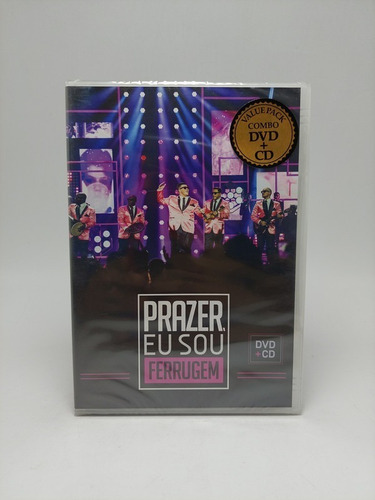 VALUE PACK
COMBO
DVD
+
CD
PRAZER,
EU SOU
FERRUGEM
DVD
+CD